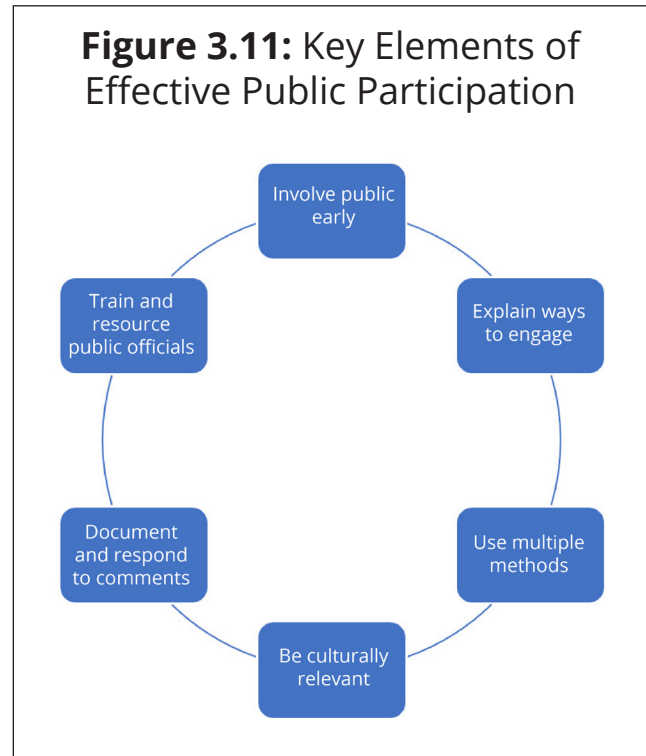 Figure 3.11: Key Elements of
Effective Public Participation
Involve public
early
Explain ways
to engage
Use multiple
methods
Be culturally
relevant
Document
and respond
to comments
Train and
resource
public officials